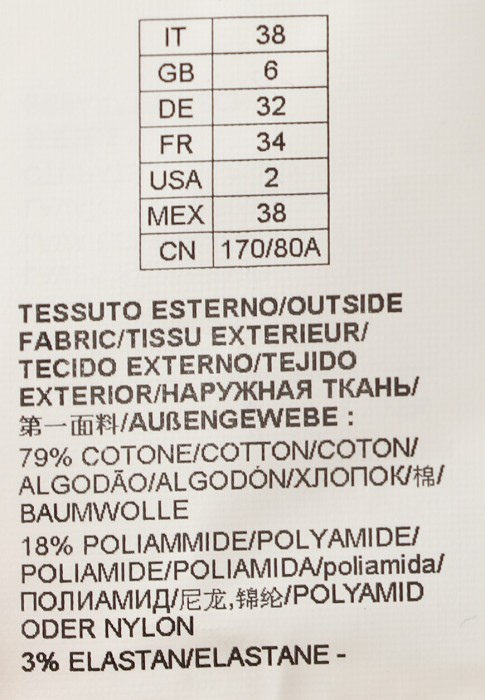 IT 38
GB 6
DE 32
FR 34
USA 2
MEX 38
CN 170/80A
TESSUTO ESTERNO/OUTSIDE
FABRIC/TISSU EXTERIEUR/
TECIDO EXTERNO/TEJIDO
EXTERIOR/НАРУЖНАЯ ТКАНЬ/
第一面料/AUßENGEWEBE :
79% COTONE/COTTON/COTON/
ALGODÃO/ALGODÓN/ХЛОПОК/棉/
BAUMWOLLE
18% POLIAMMIDE/POLYAMIDE/
POLIAMIDE/POLIAMIDA/poliamida/
ПОЛИАМИД/尼龙,锦纶/POLYAMID
ODER NYLON
3% ELASTAN/ELASTANE -